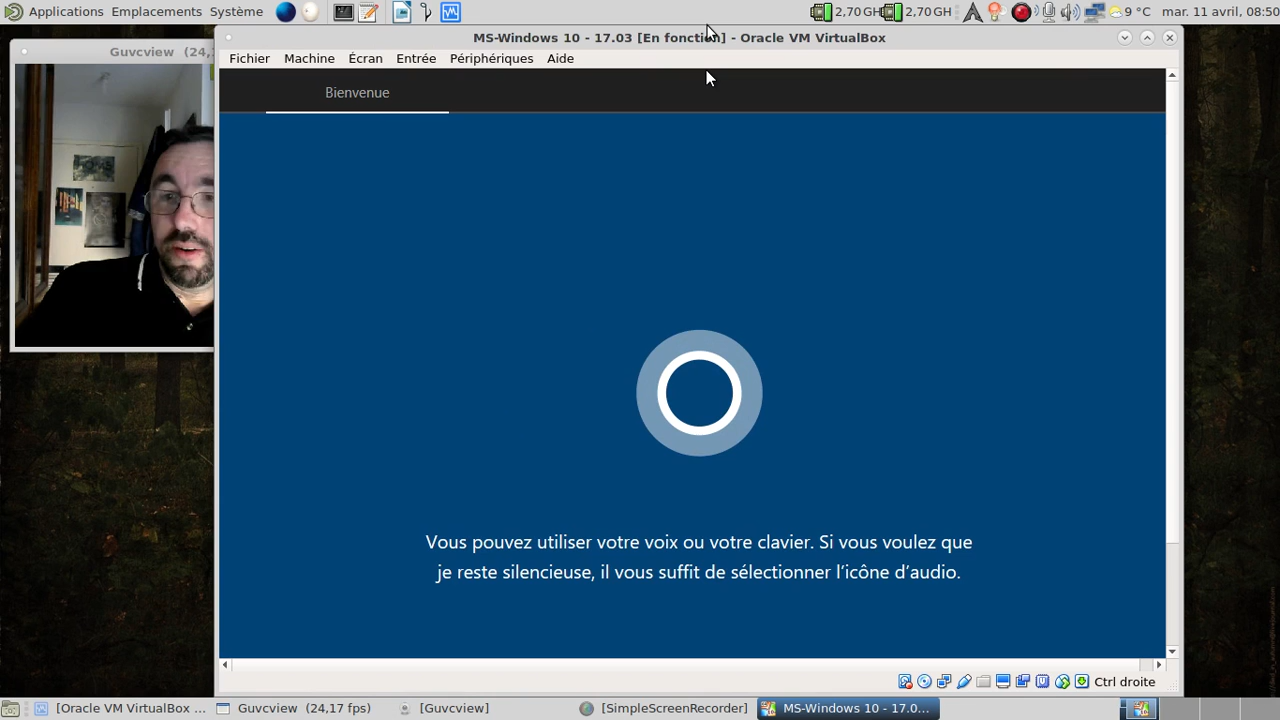 Applications Emplacements Système 2,70 GH 2,70 GH 9 °C mar. 11 avril, 08:50
Guvcview (24,
MS-Windows 10 - 17.03 [En fonction] - Oracle VM VirtualBox
Fichier Machine Écran Entrée Périphériques Aide
Bienvenue
Vous pouvez utiliser votre voix ou votre clavier. Si vous voulez que
je reste silencieuse, il vous suffit de sélectionner l’icône d’audio.
Ctrl droite
[Oracle VM VirtualBox ... Guvcview (24,17 fps) [Guvcview] [SimpleScreenRecorder] MS-Windows 10 - 17.0...